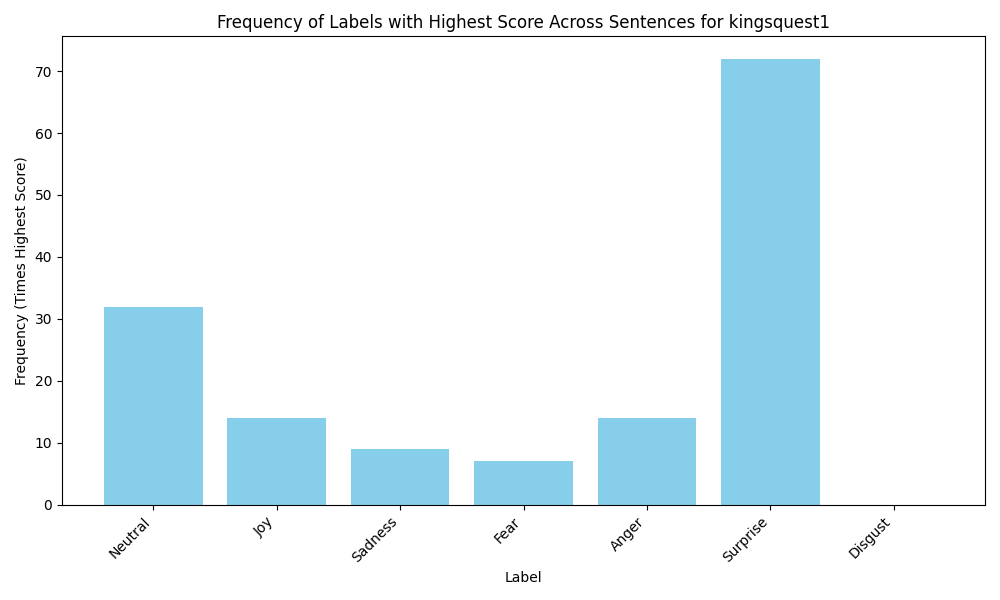 Frequency of Labels with Highest Score Across Sentences for kingsquest1
Frequency (Times Highest Score)
70
60
50
40
30
20
10
0
Neutral
Joy
Sadness
Fear
Anger
Surprise
Disgust
Label